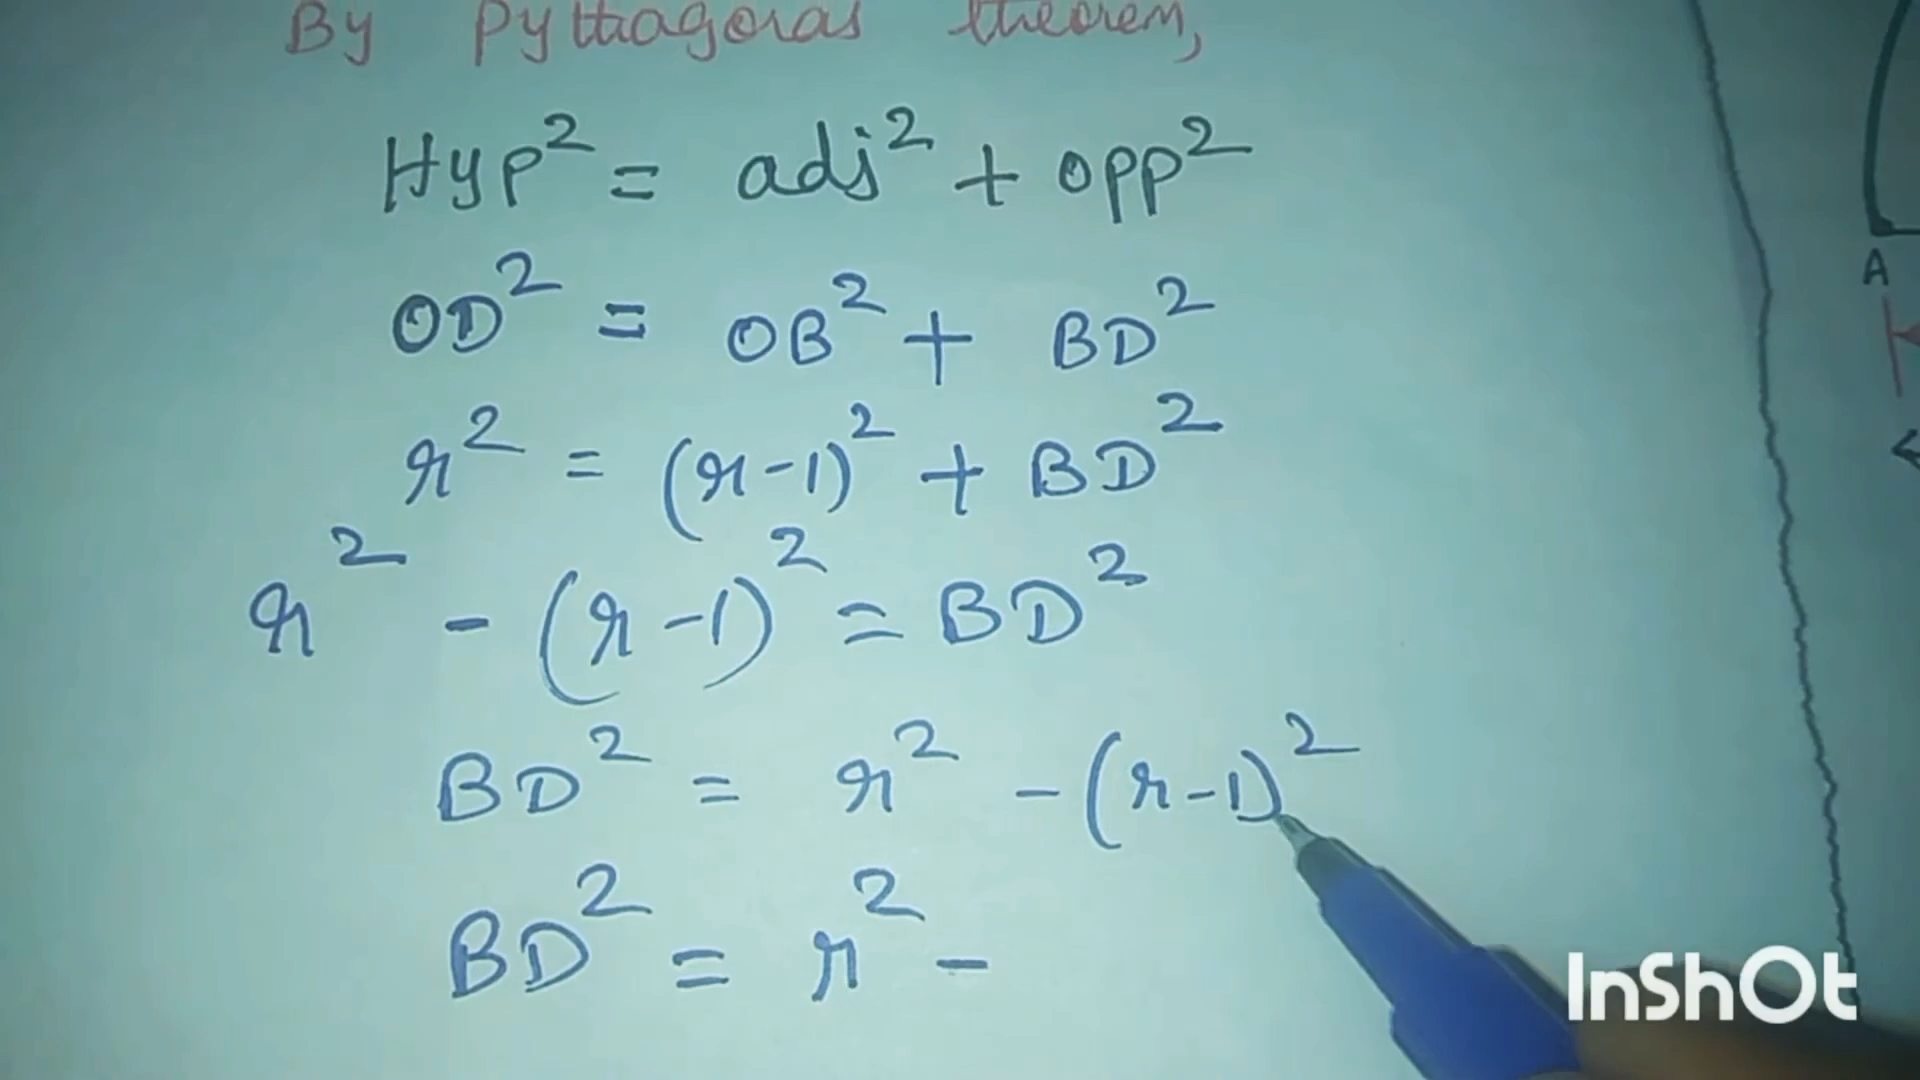 By Pythagoras theorem,
Hyp² = adj² + opp²
OD² = OB² + BD²
r² = (r-1)² + BD²
r² - (r-1)² = BD²
BD² = r² - (r-1)²
BD² = r² -
A
InShOt